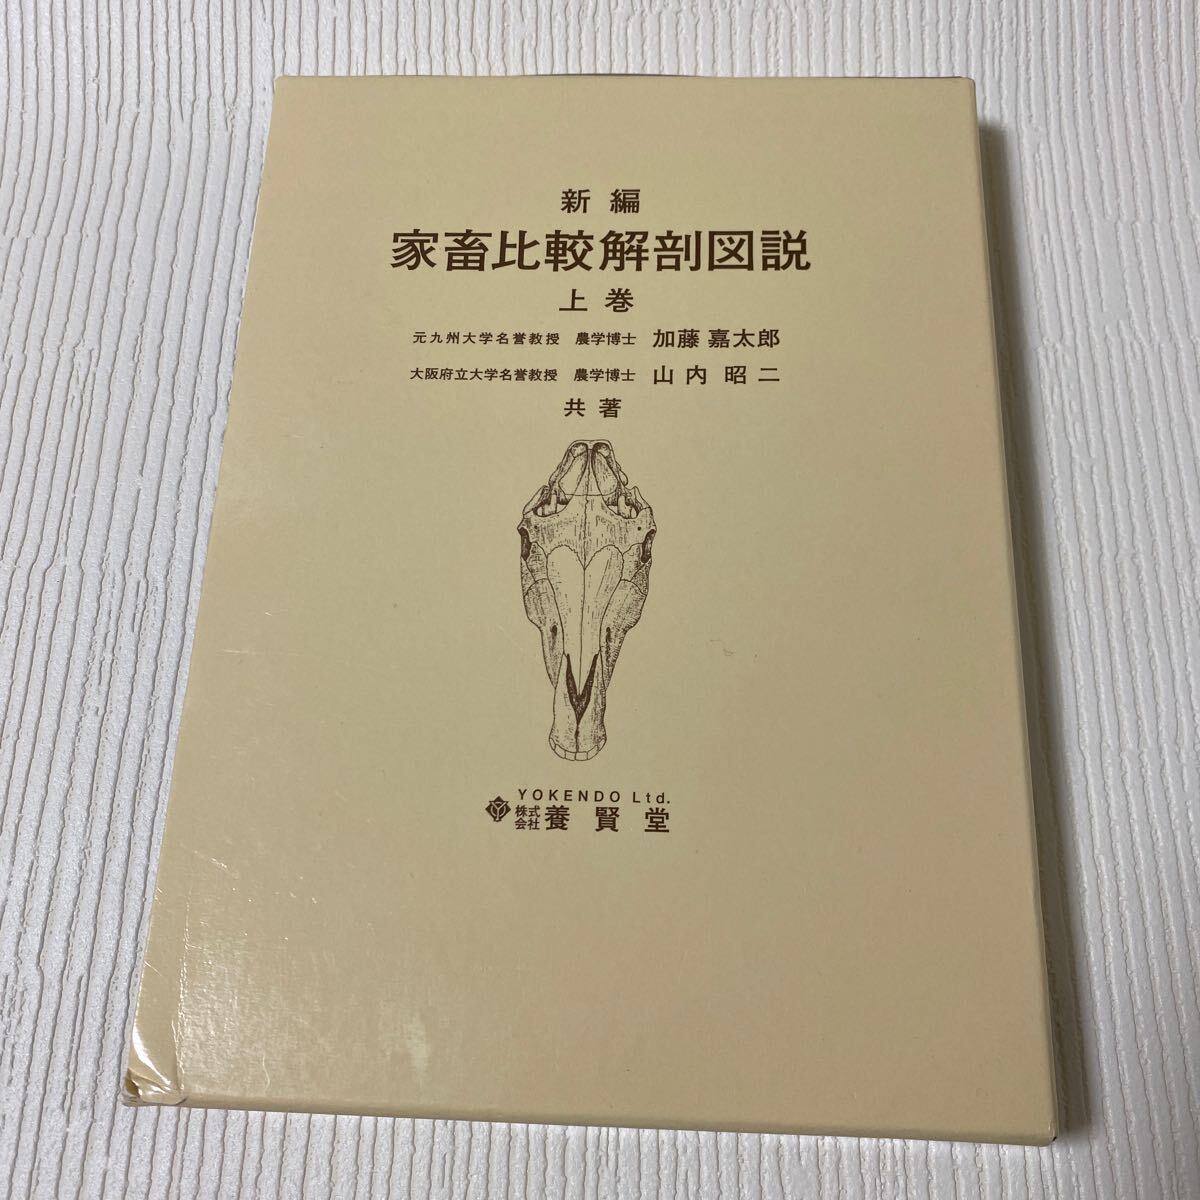 新編
家畜比較解剖図説
上巻
元九州大学名誉教授 農学博士 加藤 嘉太郎
大阪府立大学名誉教授 農学博士 山内 昭二
共著
YOKENDO Ltd.
株式会社 養賢堂